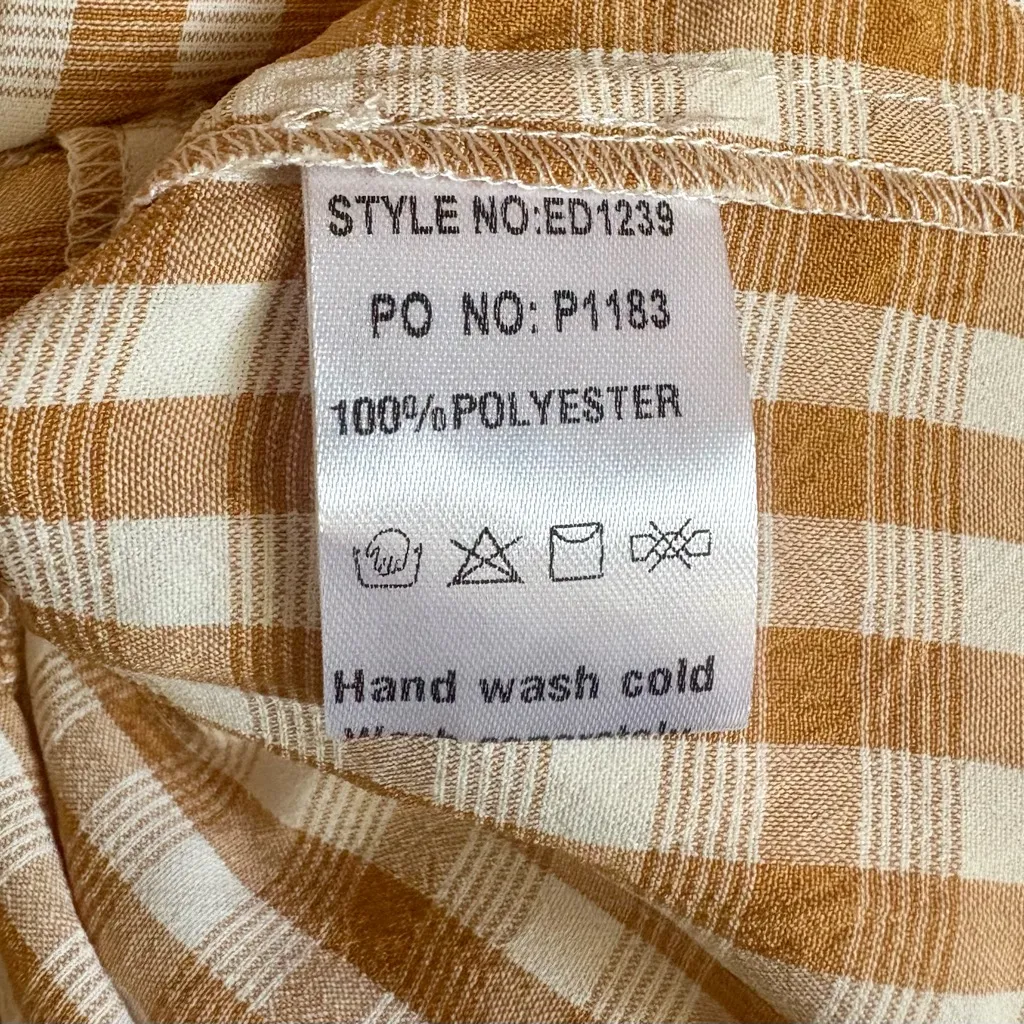 STYLE NO:ED1239
PO NO: P1183
100%POLYESTER
Hand wash cold